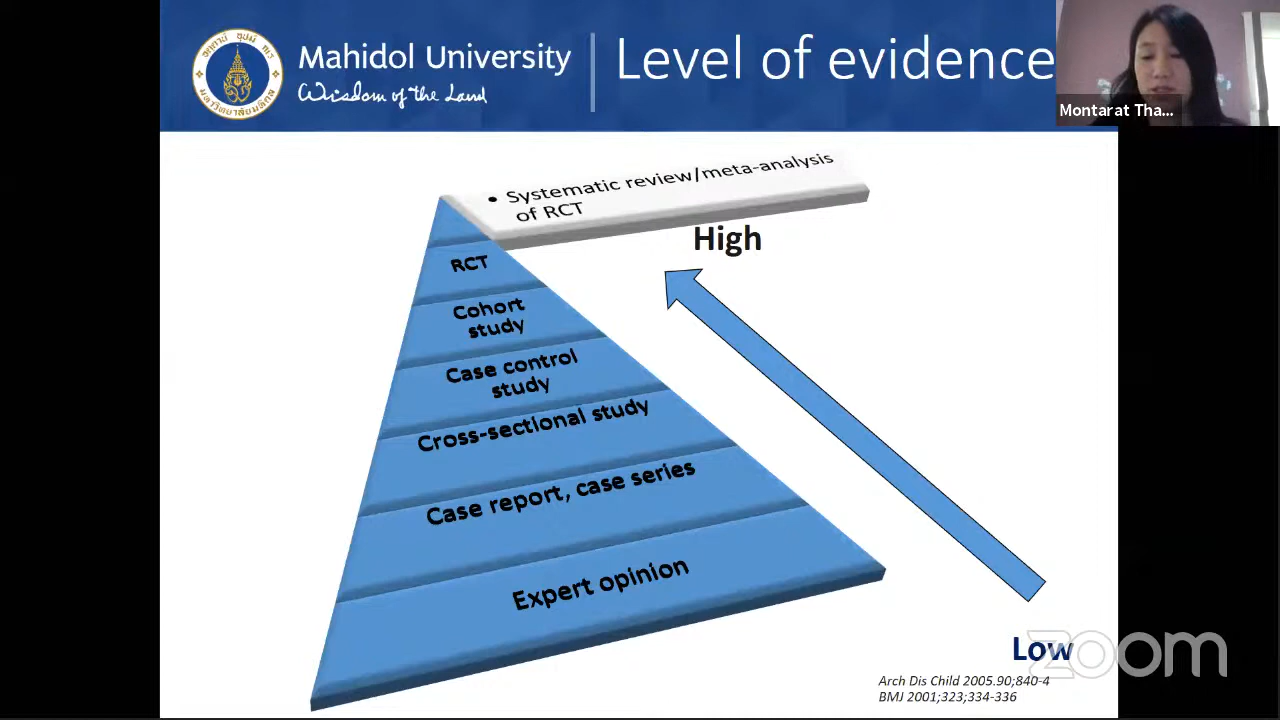 Mahidol University
Wisdom of the Land
Level of evidence
Montarat Tha...
• Systematic review/meta-analysis
of RCT
High
RCT
Cohort
study
Case control
study
Cross-sectional study
Case report, case series
Expert opinion
Low
zoom
Arch Dis Child 2005.90;840-4
BMJ 2001;323;334-336